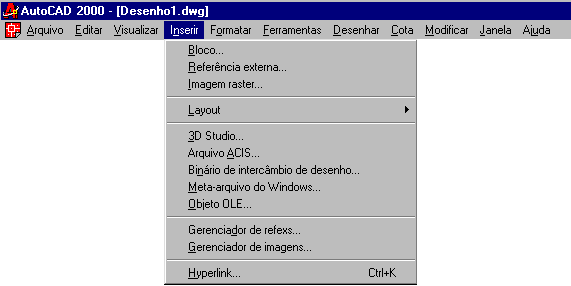 AutoCAD 2000 - [Desenho1.dwg]
Arquivo Editar Visualizar Inserir Formatar Ferramentas Desenhar Cota Modificar Janela Ajuda
Bloco...
Referência externa...
Imagem raster...
Layout
3D Studio...
Arquivo ACIS...
Binário de intercâmbio de desenho...
Meta-arquivo do Windows...
Objeto OLE...
Gerenciador de refexs...
Gerenciador de imagens...
Hyperlink... Ctrl+K